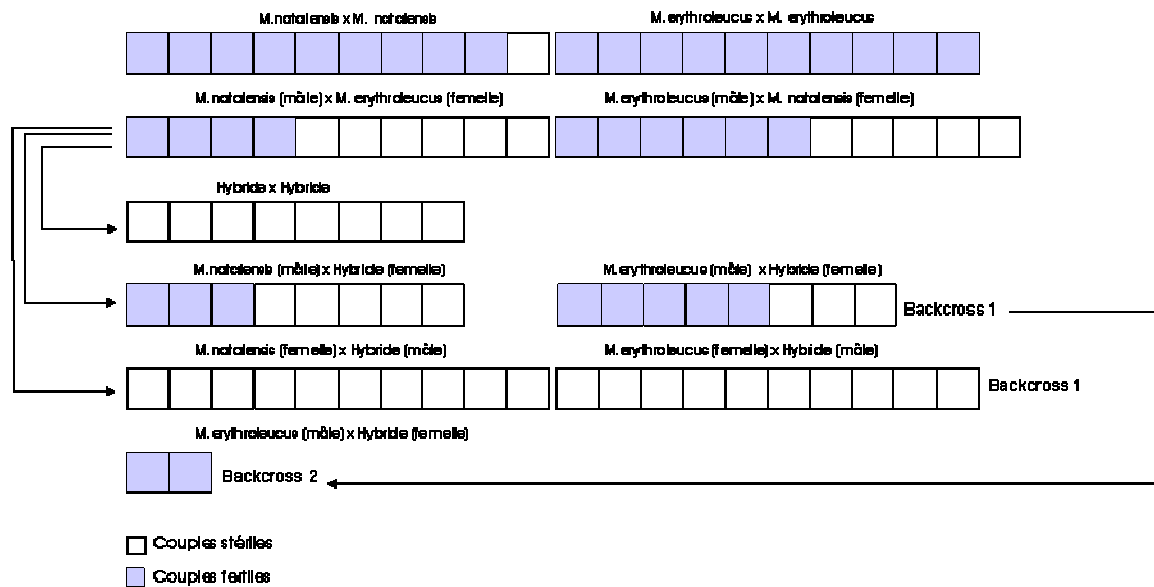 M. natalensis x M. natalensis
M. erythroleucus x M. erythroleucus
M. natalensis (mâle) x M. erythroleucus (femelle)
M. erythroleucus (mâle) x M. natalensis (femelle)
Hybride x Hybride
M. natalensis (mâle) x Hybride (femelle)
M. erythroleucus (mâle) x Hybride (femelle)
Backcross 1
M. natalensis (femelle) x Hybride (mâle)
M. erythroleucus (femelle) x Hybride (mâle)
Backcross 1
M. erythroleucus (mâle) x Hybride (femelle)
Backcross 2
Couples stériles
Couples fertiles